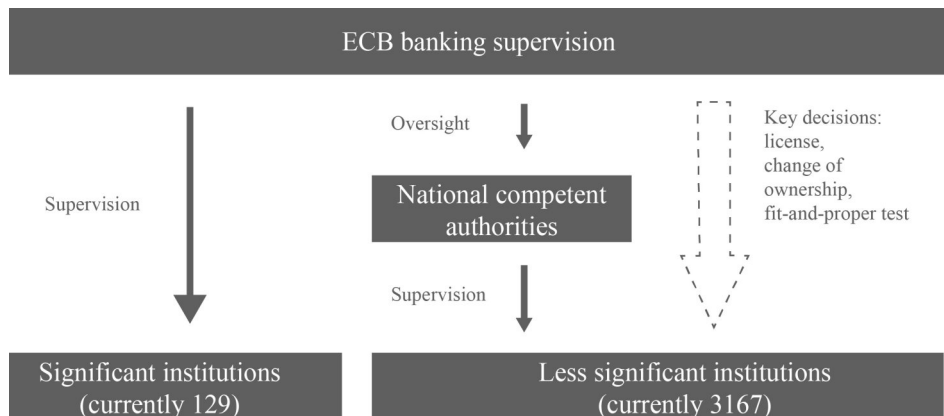 ECB banking supervision
Supervision
Oversight
National competent
authorities
Supervision
Key decisions:
license,
change of
ownership,
fit-and-proper test
Significant institutions
(currently 129)
Less significant institutions
(currently 3167)